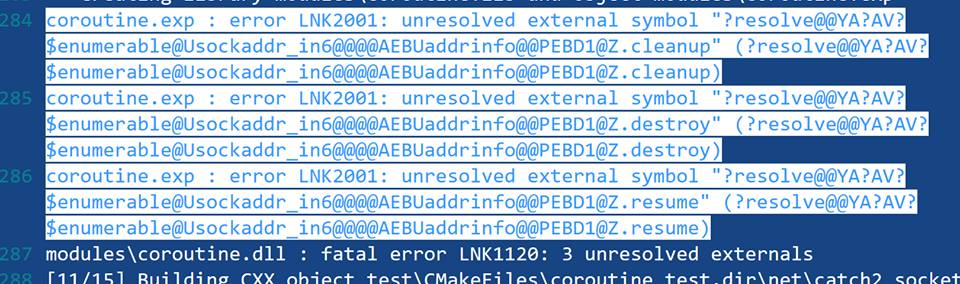 284 coroutine.exp : error LNK2001: unresolved external symbol "?resolve@@YA?AV?
$enumerable@Usockaddr_in6@@@@AEBUaddrinfo@@PEBD1@Z.cleanup" (?resolve@@YA?AV?
$enumerable@Usockaddr_in6@@@@AEBUaddrinfo@@PEBD1@Z.cleanup)
285 coroutine.exp : error LNK2001: unresolved external symbol "?resolve@@YA?AV?
$enumerable@Usockaddr_in6@@@@AEBUaddrinfo@@PEBD1@Z.destroy" (?resolve@@YA?AV?
$enumerable@Usockaddr_in6@@@@AEBUaddrinfo@@PEBD1@Z.destroy)
286 coroutine.exp : error LNK2001: unresolved external symbol "?resolve@@YA?AV?
$enumerable@Usockaddr_in6@@@@AEBUaddrinfo@@PEBD1@Z.resume" (?resolve@@YA?AV?
$enumerable@Usockaddr_in6@@@@AEBUaddrinfo@@PEBD1@Z.resume)
287 modules\coroutine.dll : fatal error LNK1120: 3 unresolved externals
288 [11/15] Building CXX object test\CMakeFiles\coroutine_test.dir\net\catch2_socket